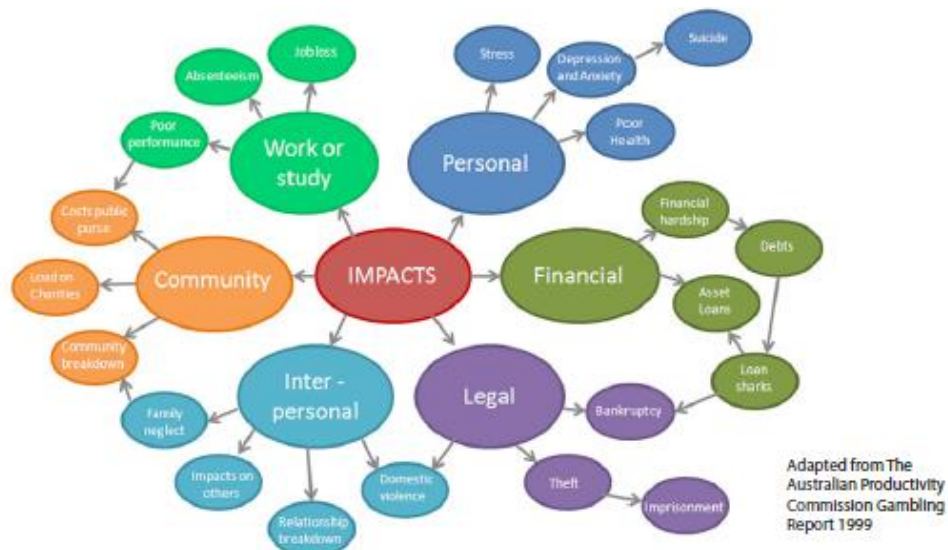 Job loss
Absenteeism
Poor
performance
Work or
study
Stress
Depression
and Anxiety
Suicide
Poor
Health
Personal
Costs public
purse
Load on
Charities
Community
breakdown
Community
IMPACTS
Financial
Financial
hardship
Debts
Asset
Loans
Loan
sharks
Inter -
personal
Family
neglect
Impacts on
others
Relationship
breakdown
Domestic
violence
Legal
Bankruptcy
Theft
Imprisonment
Adapted from The
Australian Productivity
Commission Gambling
Report 1999